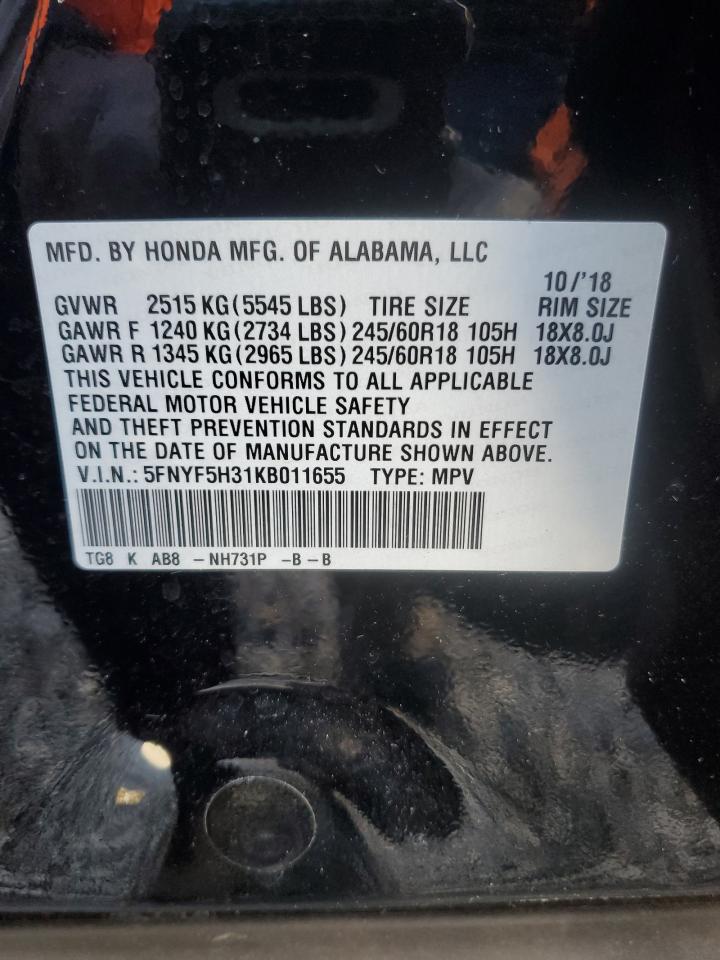 MFD. BY HONDA MFG. OF ALABAMA, LLC
10/'18
GVWR 2515 KG (5545 LBS) TIRE SIZE RIM SIZE
GAWR F 1240 KG (2734 LBS) 245/60R18 105H 18X8.0J
GAWR R 1345 KG (2965 LBS) 245/60R18 105H 18X8.0J
THIS VEHICLE CONFORMS TO ALL APPLICABLE
FEDERAL MOTOR VEHICLE SAFETY
AND THEFT PREVENTION STANDARDS IN EFFECT
ON THE DATE OF MANUFACTURE SHOWN ABOVE.
V.I.N.: 5FNYF5H31KB011655 TYPE: MPV
TG8 K AB8 -NH731P -B-B